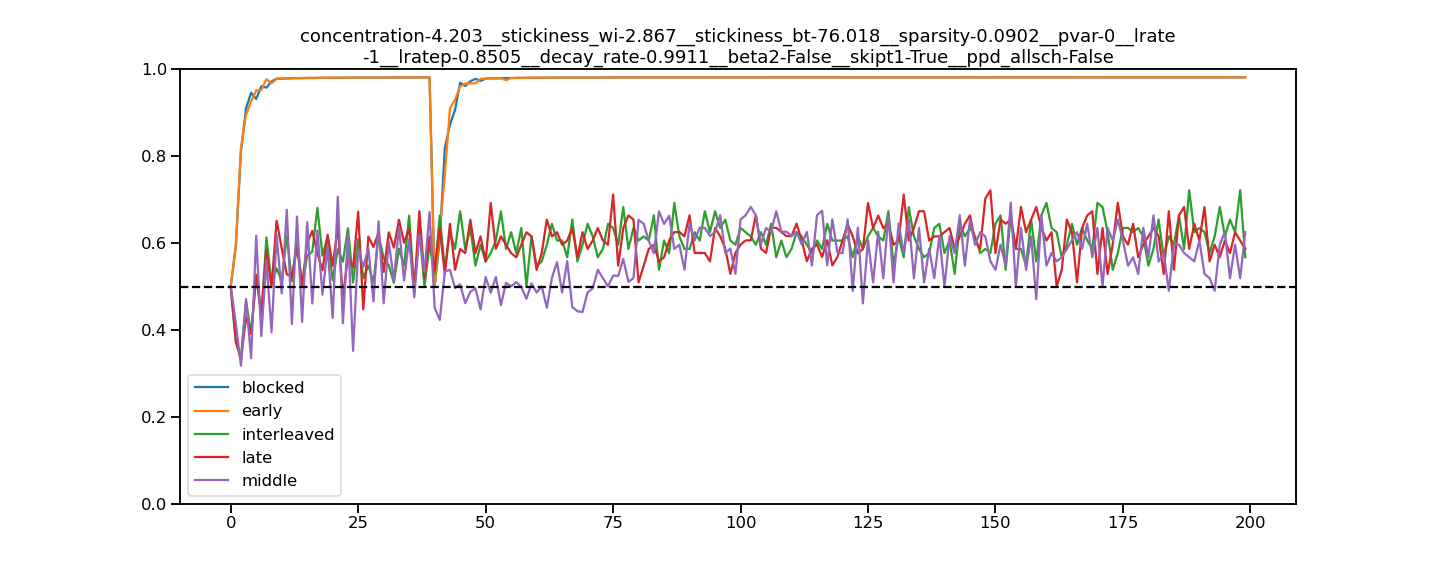 concentration-4.203__stickiness_wi-2.867__stickiness_bt-76.018__sparsity-0.0902__pvar-0__lrate
-1__lratep-0.8505__decay_rate-0.9911__beta2-False__skipt1-True__ppd_allsch-False
1.0
0.8
0.6
0.4
0.2
0.0
blocked
early
interleaved
late
middle
0 25 50 75 100 125 150 175 200